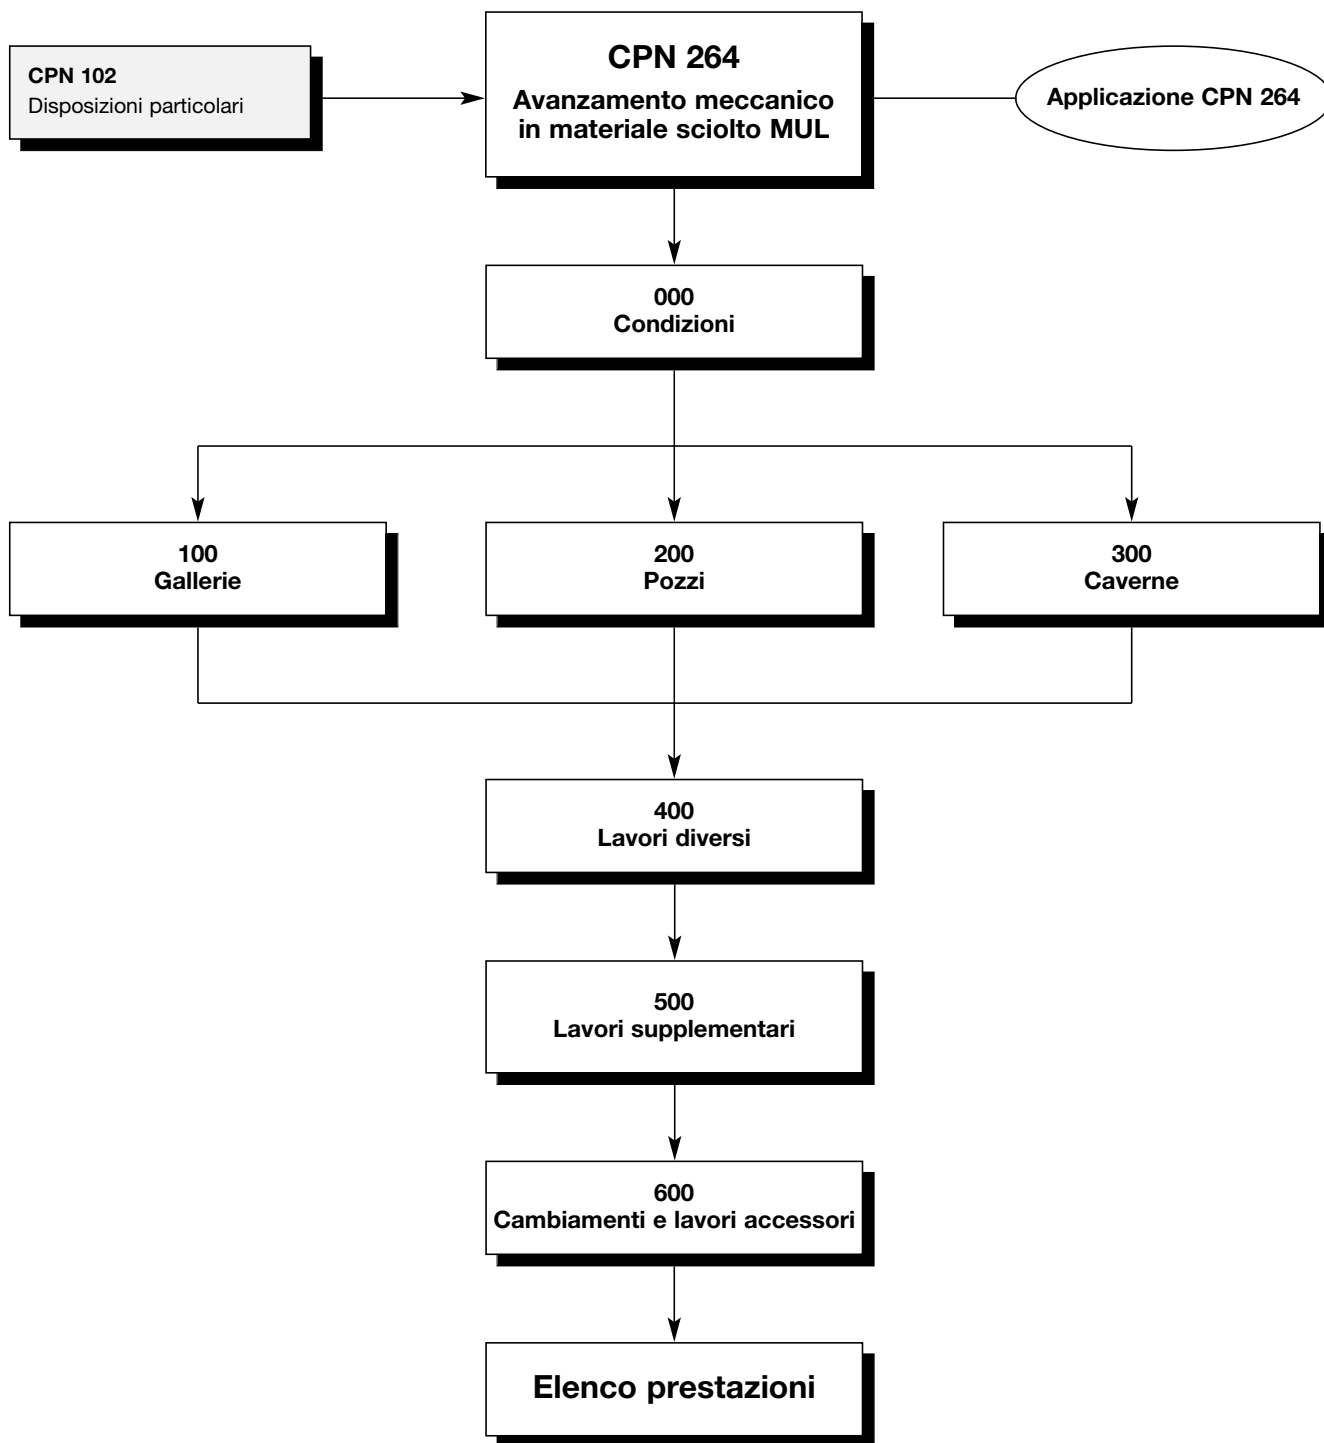 CPN 102
Disposizioni particolari
CPN 264
Avanzamento meccanico
in materiale sciolto MUL
Applicazione CPN 264
000
Condizioni
100
Gallerie
200
Pozzi
300
Caverne
400
Lavori diversi
500
Lavori supplementari
600
Cambiamenti e lavori accessori
Elenco prestazioni